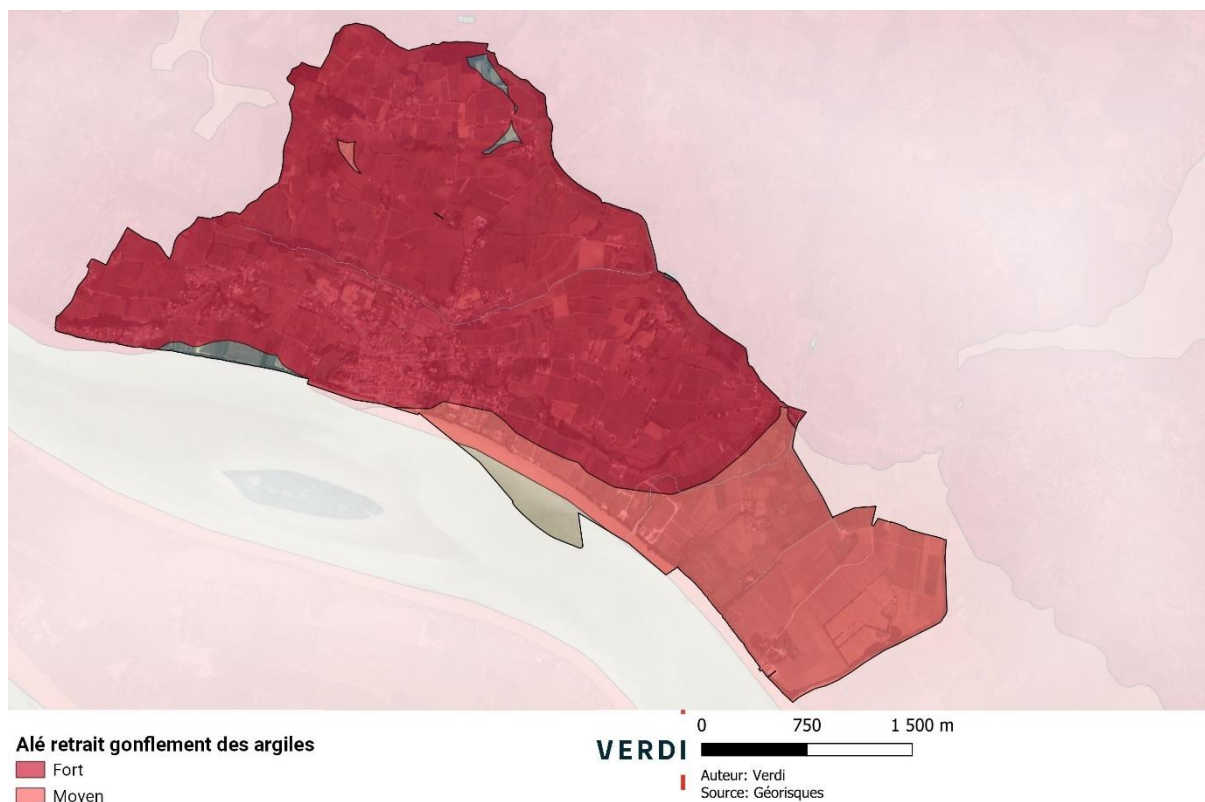 Alé retrait gonflement des argiles
Fort
Moyen
VERDI
0 750 1 500 m
Auteur: Verdi
Source: Géorisques